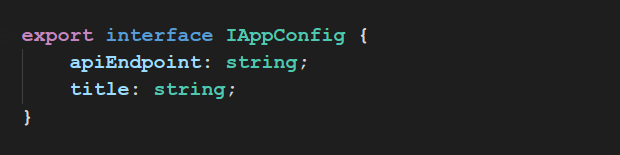 export interface IAppConfig {
    apiEndpoint: string;
    title: string;
}